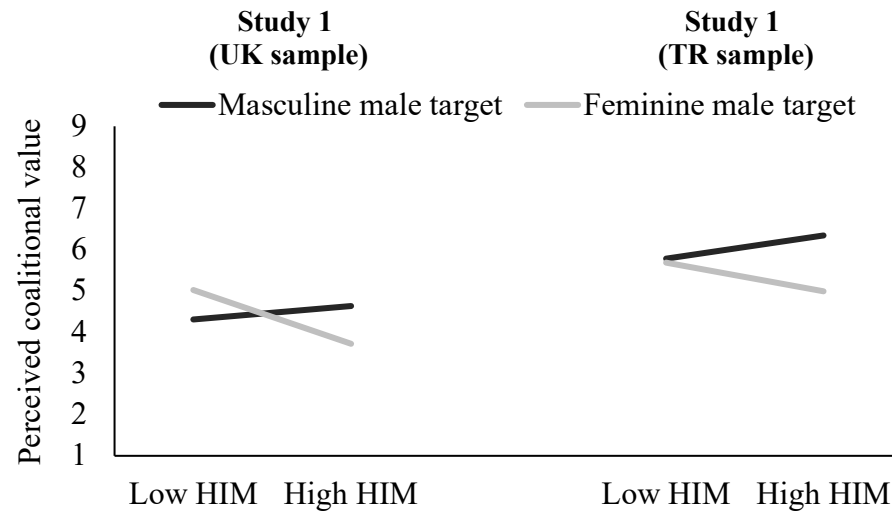 Study 1
(UK sample)
Study 1
(TR sample)
Masculine male target
Feminine male target
Perceived coalitional value
9
8
7
6
5
4
3
2
1
Low HIM
High HIM
Low HIM
High HIM